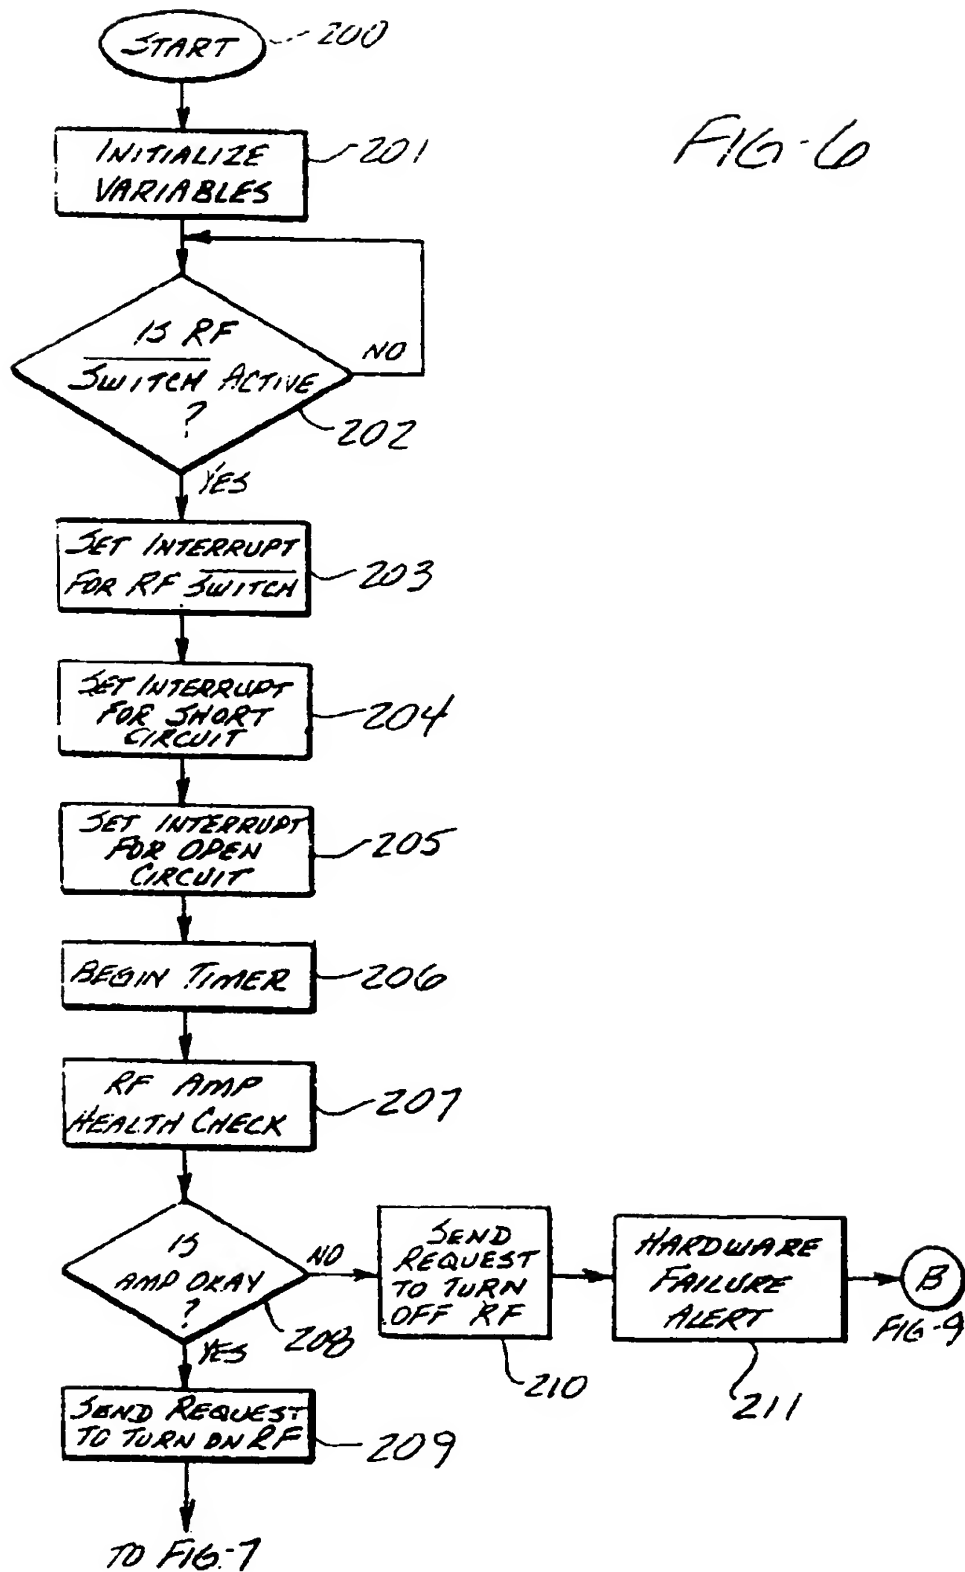 START
200
FIG-6
INITIALIZE
VARIABLES
201
IS RF
SWITCH ACTIVE
?
NO
202
YES
SET INTERRUPT
FOR RF SWITCH
203
SET INTERRUPT
FOR SHORT
CIRCUIT
204
SET INTERRUPT
FOR OPEN
CIRCUIT
205
BEGIN TIMER
206
RF AMP
HEALTH CHECK
207
IS
AMP OKAY
?
NO
208
YES
SEND
REQUEST
TO TURN
OFF RF
210
HARDWARE
FAILURE
ALERT
211
B
FIG-9
SEND REQUEST
TO TURN ON RF
209
TO FIG-7